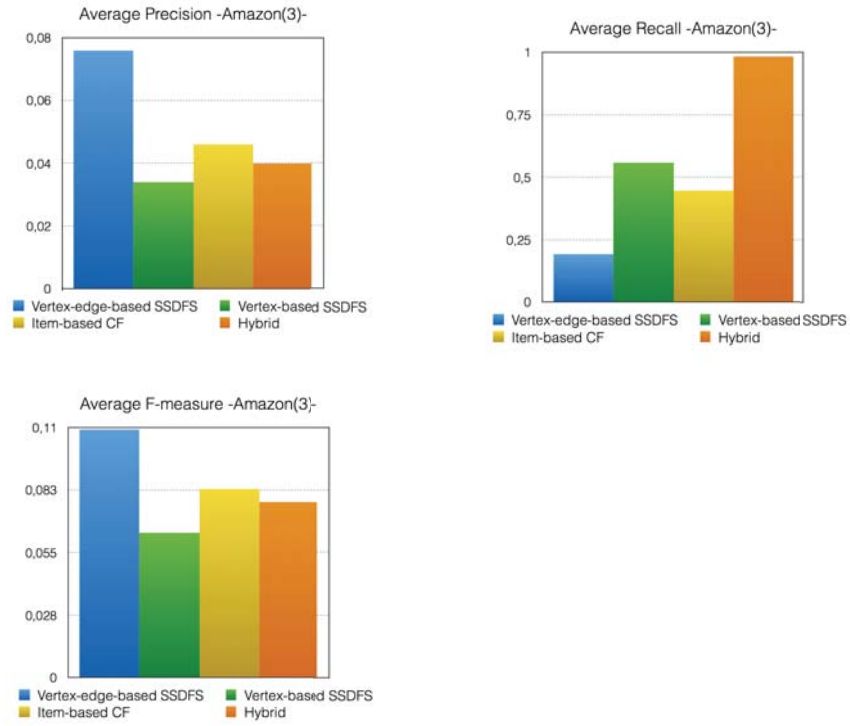 Average Precision -Amazon(3)-
0,08
0,06
0,04
0,02
0
Vertex-edge-based SSDFS Vertex-based SSDFS
Item-based CF Hybrid
Average Recall -Amazon(3)-
1
0,75
0,5
0,25
0
Vertex-edge-based SSDFS Vertex-based SSDFS
Item-based CF Hybrid
Average F-measure -Amazon(3)-
0,11
0,083
0,055
0,028
0
Vertex-edge-based SSDFS Vertex-based SSDFS
Item-based CF Hybrid